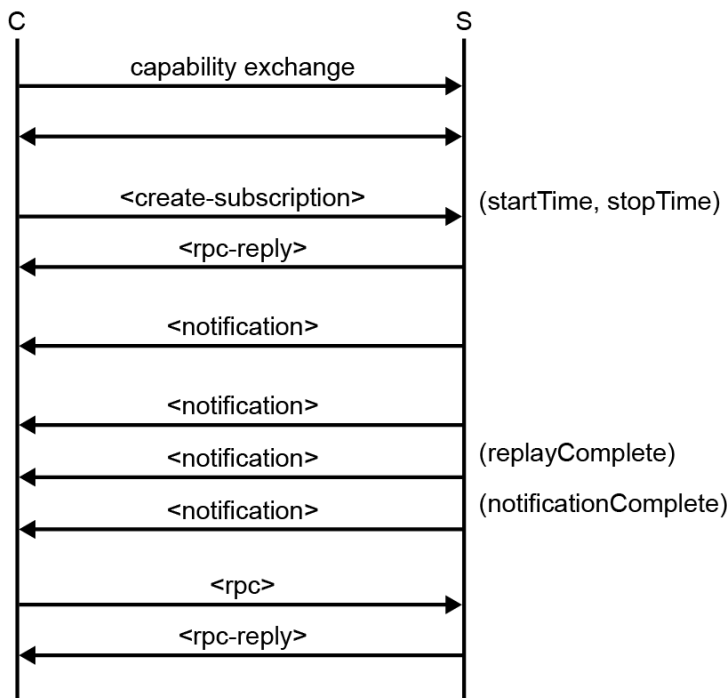 C S
capability exchange
<create-subscription> (startTime, stopTime)
<rpc-reply>
<notification>
<notification>
<notification> (replayComplete)
<notification> (notificationComplete)
<rpc>
<rpc-reply>